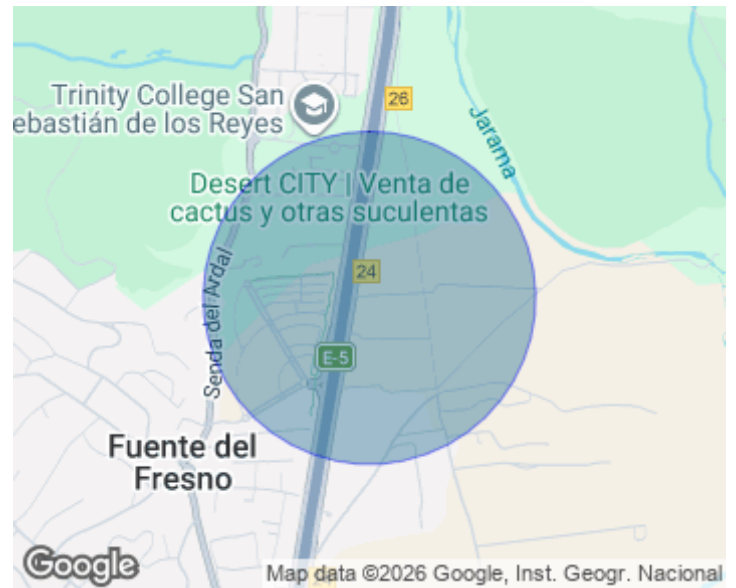 Trinity College San
ebastián de los Reyes
26
Jarama
Desert CITY | Venta de
cactus y otras suculentas
24
Senda del Ardal
E-5
Fuente del
Fresno
Google
Map data ©2026 Google, Inst. Geogr. Nacional